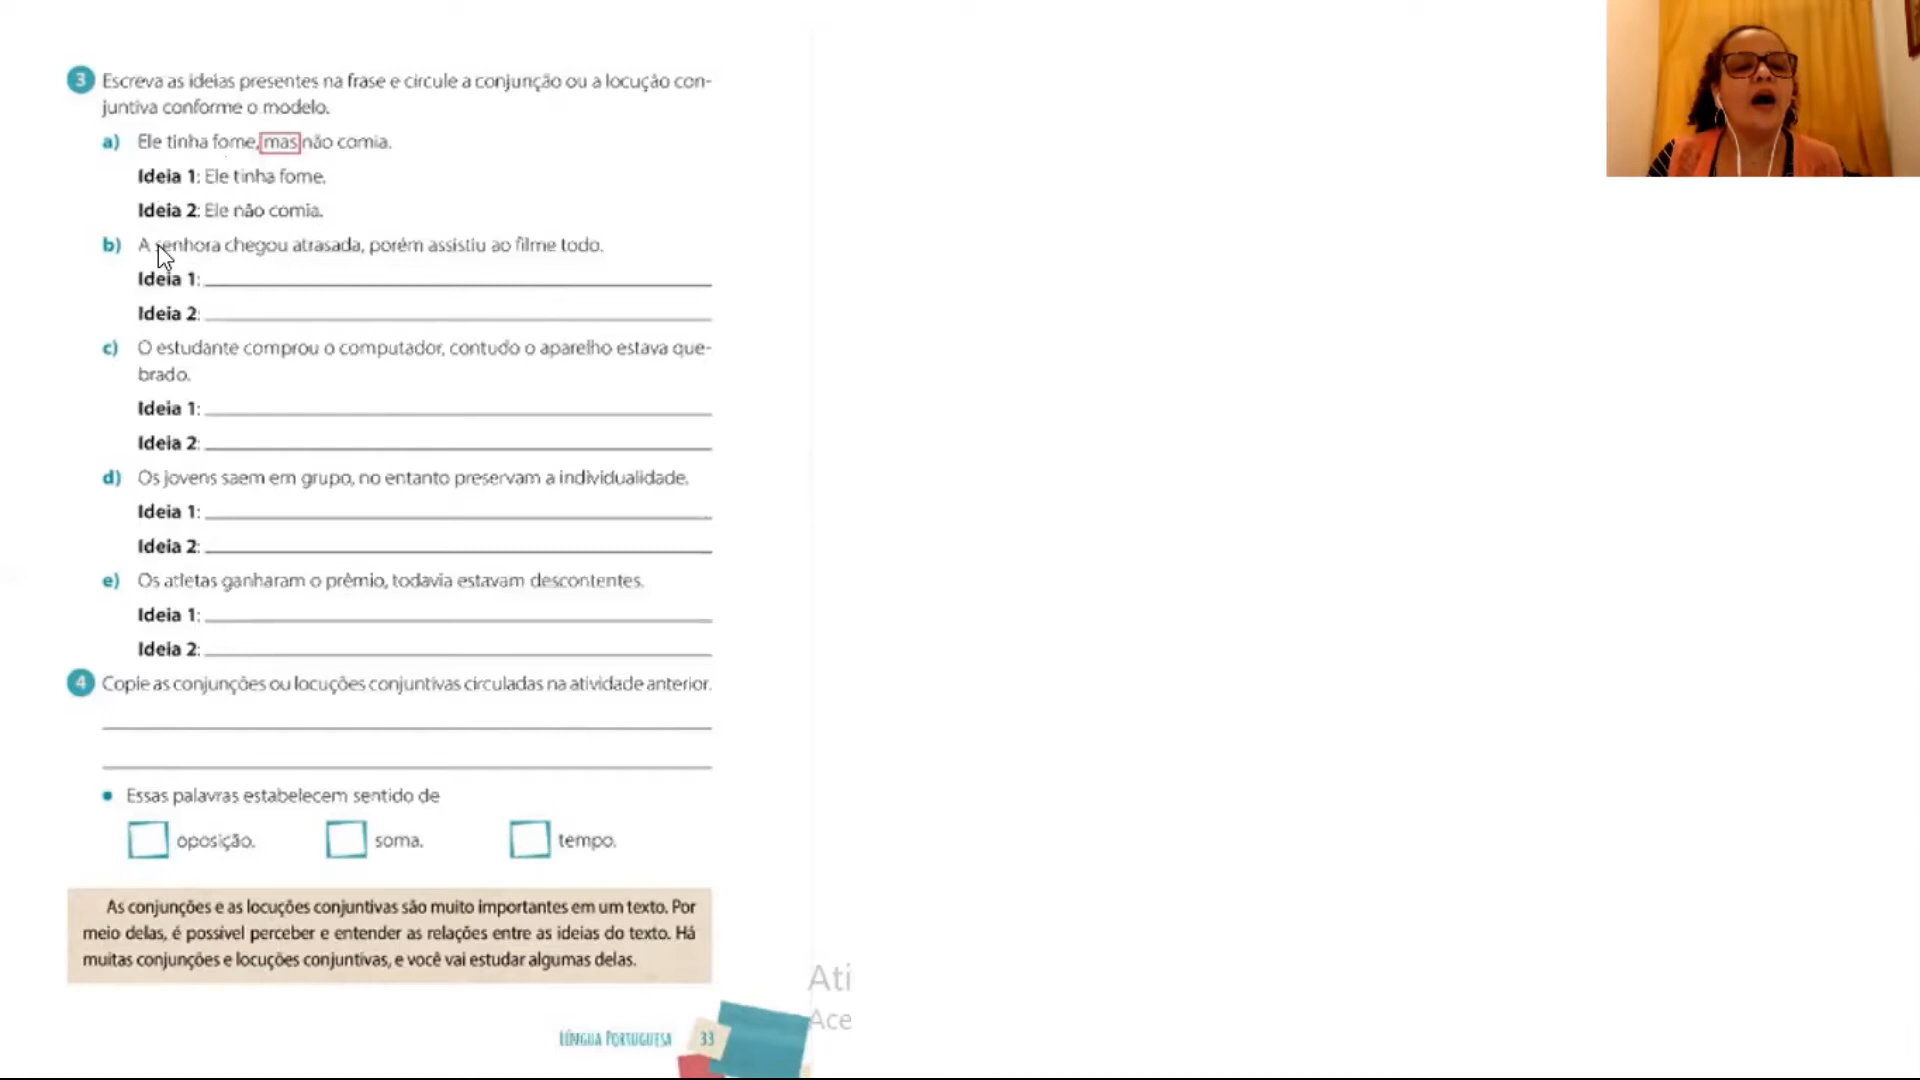 3 Escreva as ideias presentes na frase e circule a conjunção ou a locução con-
juntiva conforme o modelo.
a) Ele tinha fome, mas não comia.
Ideia 1: Ele tinha fome.
Ideia 2: Ele não comia.
b) A senhora chegou atrasada, porém assistiu ao filme todo.
Ideia 1:
Ideia 2:
c) O estudante comprou o computador, contudo o aparelho estava que-
brado.
Ideia 1:
Ideia 2:
d) Os jovens saem em grupo, no entanto preservam a individualidade.
Ideia 1:
Ideia 2:
e) Os atletas ganharam o prêmio, todavia estavam descontentes.
Ideia 1:
Ideia 2:
4 Copie as conjunções ou locuções conjuntivas circuladas na atividade anterior.
• Essas palavras estabelecem sentido de
oposição. soma. tempo.
As conjunções e as locuções conjuntivas são muito importantes em um texto. Por
meio delas, é possível perceber e entender as relações entre as ideias do texto. Há
muitas conjunções e locuções conjuntivas, e você vai estudar algumas delas.
Ati
Ace
LÍNGUA PORTUGUESA 33